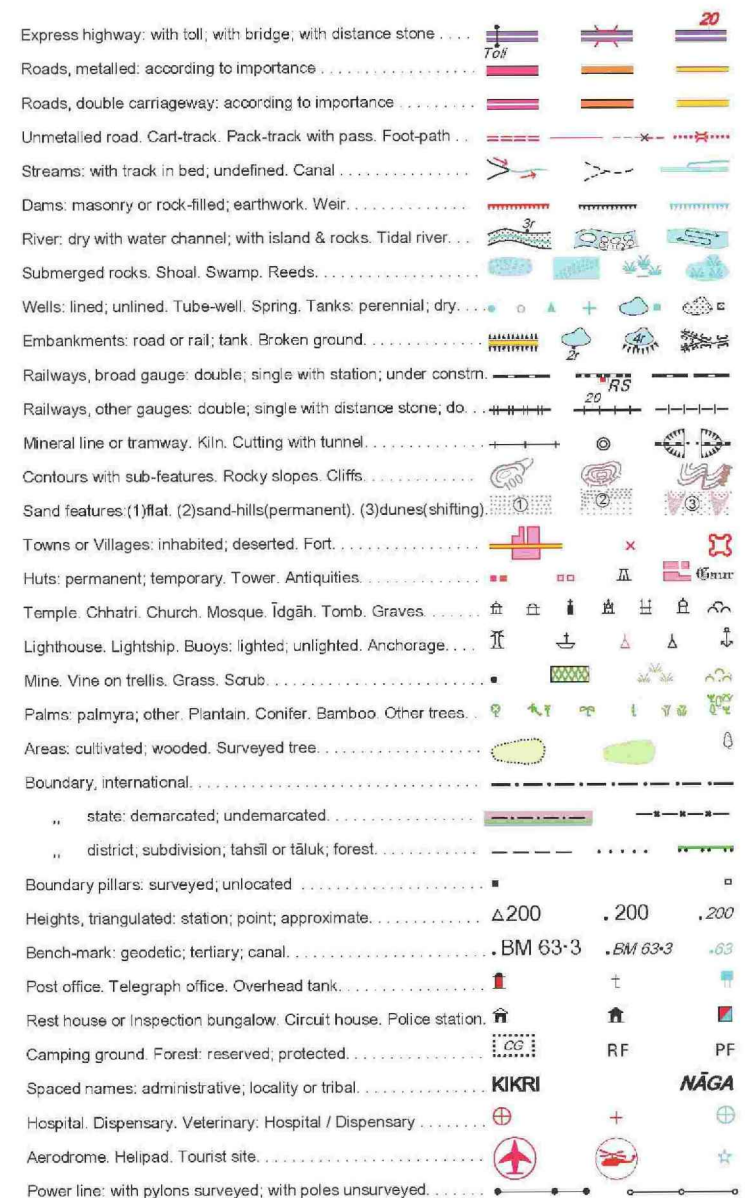 20
Express highway: with toll; with bridge; with distance stone . . . .
Toll
Roads, metalled: according to importance . . . . . . . . . . . . . . . . . .
Roads, double carriageway: according to importance . . . . . . . . .
Unmetalled road. Cart-track. Pack-track with pass. Foot-path . .
Streams: with track in bed; undefined. Canal . . . . . . . . . . . . . . . .
Dams: masonry or rock-filled; earthwork. Weir. . . . . . . . . . . . . . .
River: dry with water channel; with island & rocks. Tidal river. . . 3r
Submerged rocks. Shoal. Swamp. Reeds. . . . . . . . . . . . . . . . . . .
Wells: lined; unlined. Tube-well. Spring. Tanks: perennial; dry. . .
Embankments: road or rail; tank. Broken ground. . . . . . . . . . . . . 2r 4r
Railways, broad gauge: double; single with station; under constrn. RS
Railways, other gauges: double; single with distance stone; do. . . 20
Mineral line or tramway. Kiln. Cutting with tunnel. . . . . . . . . . . . .
Contours with sub-features. Rocky slopes. Cliffs. . . . . . . . . . . . . 100
Sand features:(1)flat. (2)sand-hills(permanent). (3)dunes(shifting). ① ② ③
Towns or Villages: inhabited; deserted. Fort. . . . . . . . . . . . . . . . .
Huts: permanent; temporary. Tower. Antiquities. . . . . . . . . . . . . .
Temple. Chhatri. Church. Mosque. Īdgāh. Tomb. Graves. . . . . . .
Lighthouse. Lightship. Buoys: lighted; unlighted. Anchorage. . . .
Mine. Vine on trellis. Grass. Scrub. . . . . . . . . . . . . . . . . . . . . . .
Palms: palmyra; other. Plantain. Conifer. Bamboo. Other trees. .
Areas: cultivated; wooded. Surveyed tree. . . . . . . . . . . . . . . . . .
Boundary, international. . . . . . . . . . . . . . . . . . . . . . . . . . . . . . .
,, state: demarcated; undemarcated. . . . . . . . . . . . . . . .
,, district; subdivision; tahsīl or tāluk; forest. . . . . . . . . . .
Boundary pillars: surveyed; unlocated . . . . . . . . . . . . . . . . . . . .
Heights, triangulated: station; point; approximate. . . . . . . . . . . . △200 .200 .200
Bench-mark: geodetic; tertiary; canal. . . . . . . . . . . . . . . . . . . . . .BM 63·3 .BM 63·3 .63
Post office. Telegraph office. Overhead tank. . . . . . . . . . . . . . . .
Rest house or Inspection bungalow. Circuit house. Police station.
Camping ground. Forest: reserved; protected. . . . . . . . . . . . . . . CG RF PF
Spaced names: administrative; locality or tribal. . . . . . . . . . . . . . KIKRI NĀGA
Hospital. Dispensary. Veterinary: Hospital / Dispensary . . . . . . .
Aerodrome. Helipad. Tourist site. . . . . . . . . . . . . . . . . . . . . . . .
Power line: with pylons surveyed; with poles unsurveyed. . . . . .